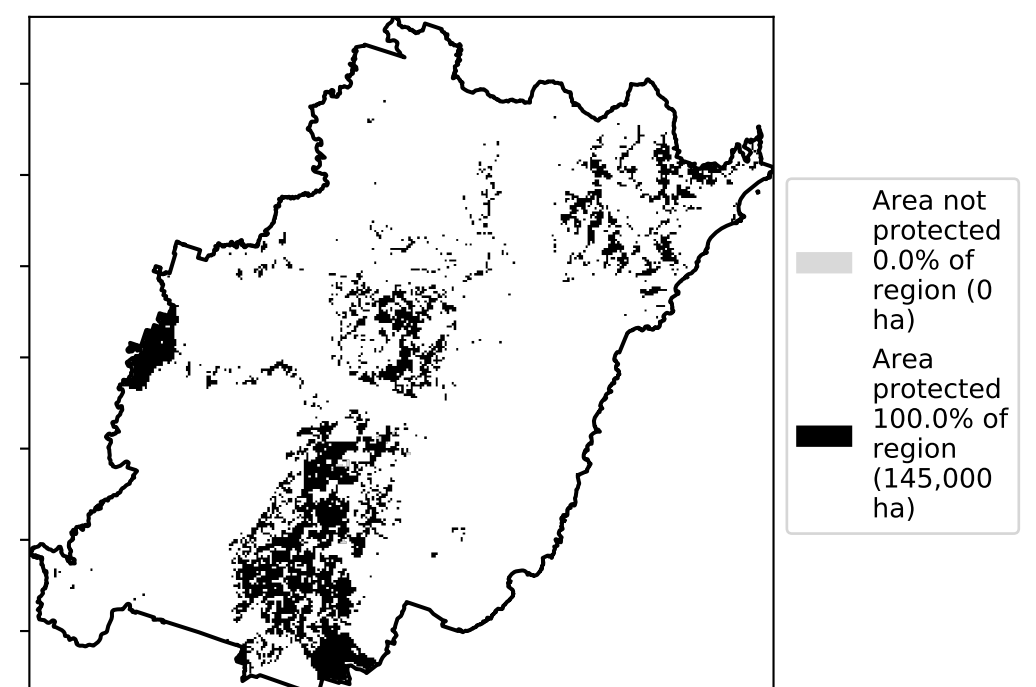 Area not
protected
0.0% of
region (0
ha)
Area
protected
100.0% of
region
(145,000
ha)